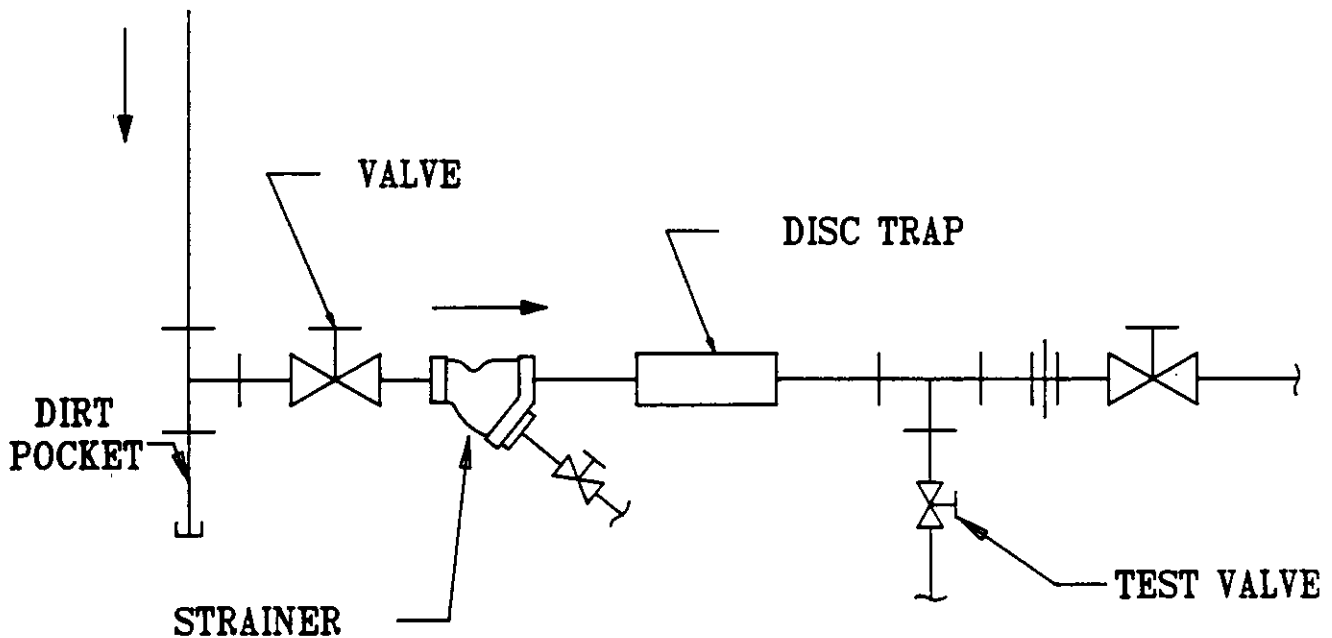 VALVE
DISC TRAP
DIRT
POCKET
TEST VALVE
STRAINER